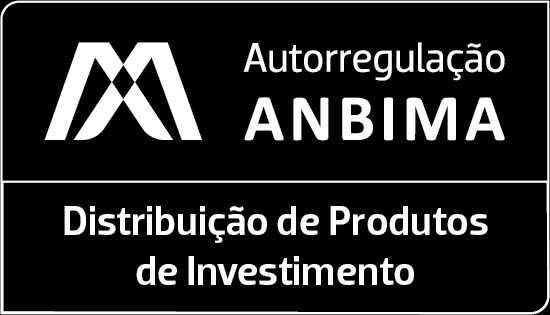 Autorregulação
ANBIMA
Distribuição de Produtos
de Investimento